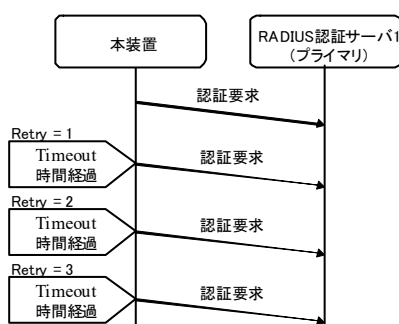 本装置
RADIUS認証サーバ1
(プライマリ)
認証要求
Retry = 1
Timeout
時間経過
認証要求
Retry = 2
Timeout
時間経過
認証要求
Retry = 3
Timeout
時間経過
認証要求